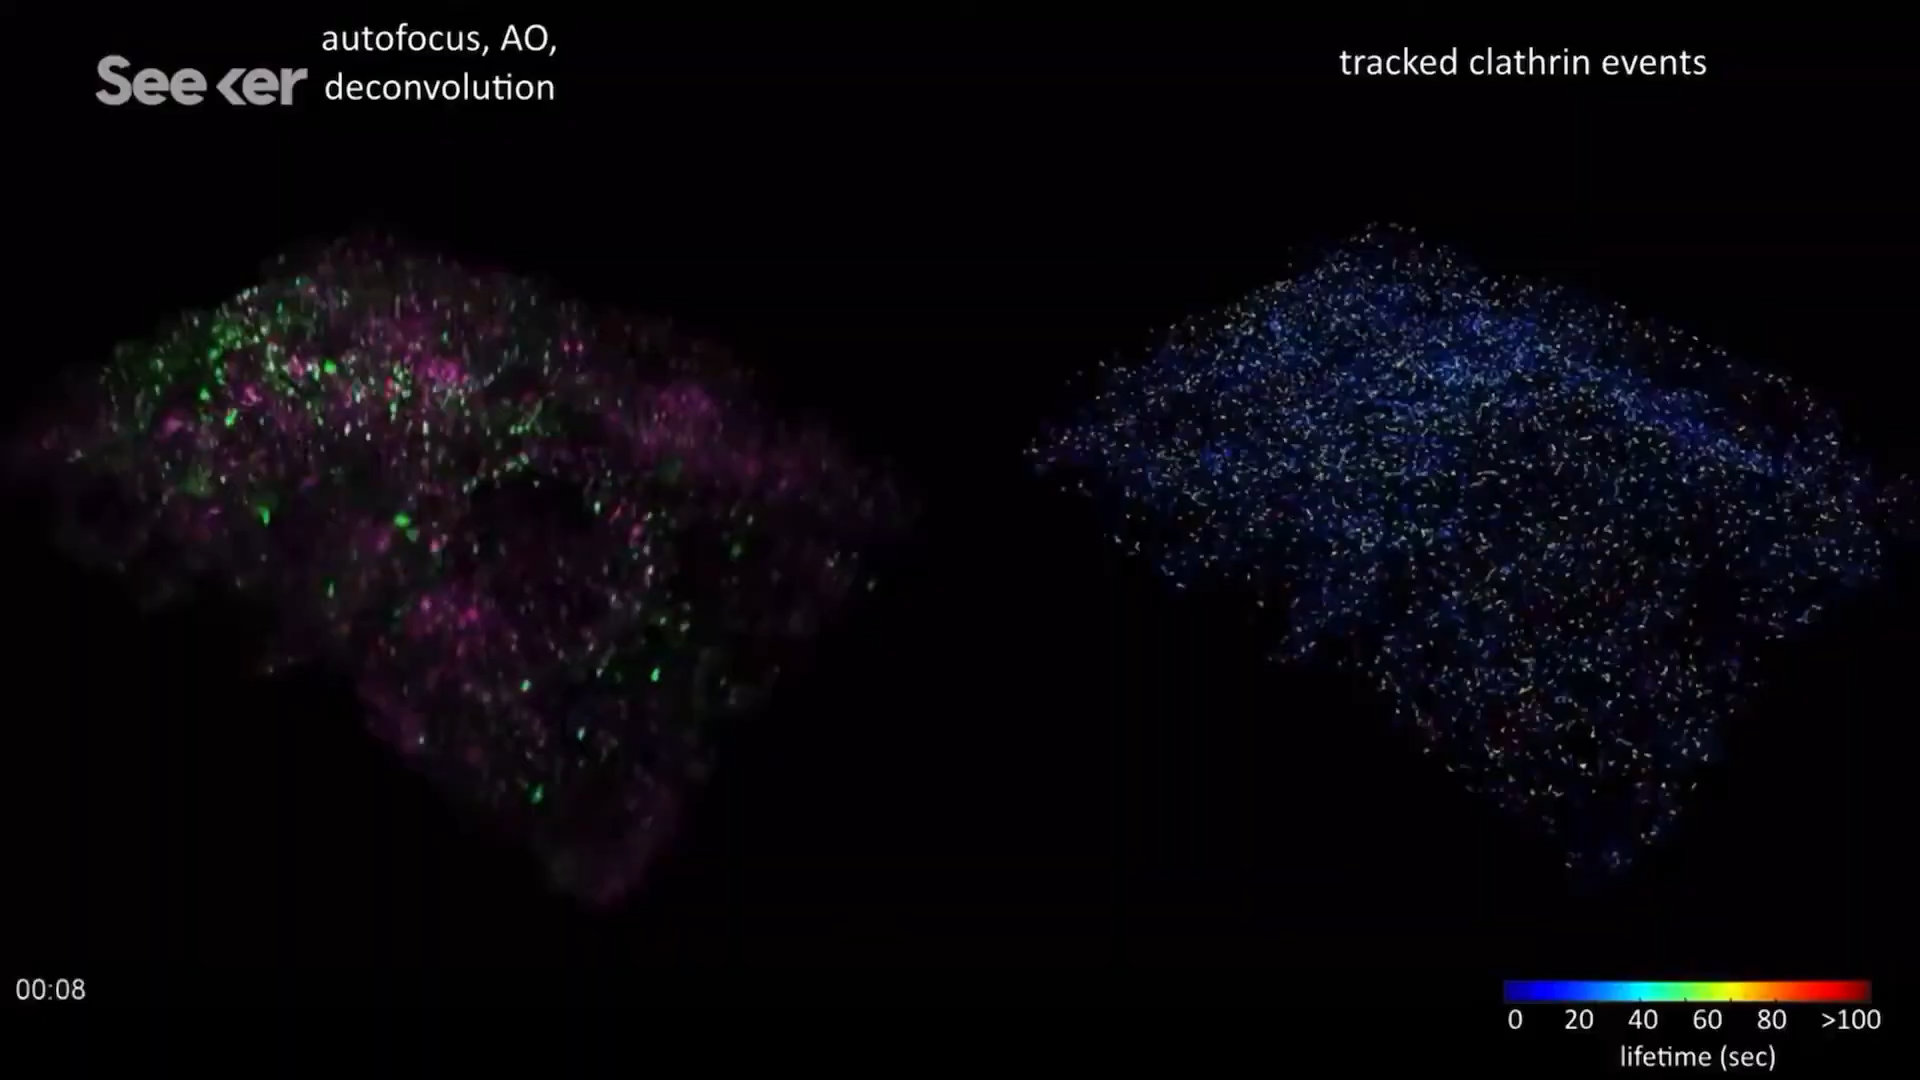 autofocus, AO,
Seeker
deconvolution
tracked clathrin events
00:08
0 20 40 60 80 >100
lifetime (sec)